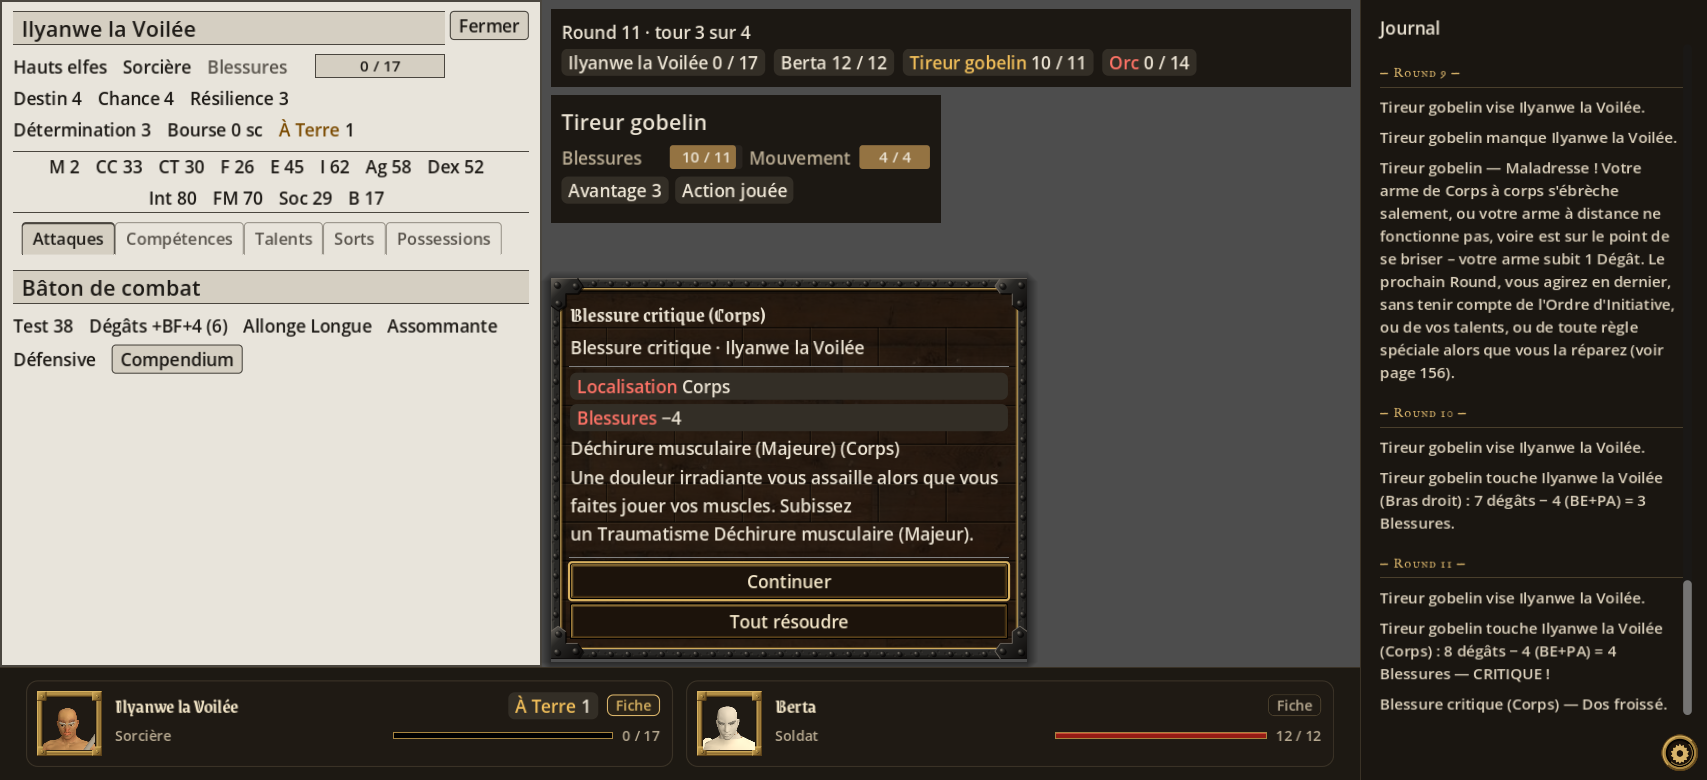 Ilyanwe la Voilée
Fermer
Hauts elfes Sorcière Blessures 0 / 17
Destin 4 Chance 4 Résilience 3
Détermination 3 Bourse 0 sc À Terre 1
M 2 CC 33 CT 30 F 26 E 45 I 62 Ag 58 Dex 52
Int 80 FM 70 Soc 29 B 17
Attaques Compétences Talents Sorts Possessions
Bâton de combat
Test 38 Dégâts +BF+4 (6) Allonge Longue Assommante
Défensive Compendium
Round 11 · tour 3 sur 4
Ilyanwe la Voilée 0 / 17 Berta 12 / 12 Tireur gobelin 10 / 11 Orc 0 / 14
Tireur gobelin
Blessures 10 / 11 Mouvement 4 / 4
Avantage 3 Action jouée
Blessure critique (Corps)
Blessure critique · Ilyanwe la Voilée
Localisation Corps
Blessures −4
Déchirure musculaire (Majeure) (Corps)
Une douleur irradiante vous assaille alors que vous
faites jouer vos muscles. Subissez
un Traumatisme Déchirure musculaire (Majeur).
Continuer
Tout résoudre
Journal
– Round 9 –
Tireur gobelin vise Ilyanwe la Voilée.
Tireur gobelin manque Ilyanwe la Voilée.
Tireur gobelin — Maladresse ! Votre
arme de Corps à corps s'ébrèche
salement, ou votre arme à distance ne
fonctionne pas, voire est sur le point de
se briser – votre arme subit 1 Dégât. Le
prochain Round, vous agirez en dernier,
sans tenir compte de l'Ordre d'Initiative,
ou de vos talents, ou de toute règle
spéciale alors que vous la réparez (voir
page 156).
– Round 10 –
Tireur gobelin vise Ilyanwe la Voilée.
Tireur gobelin touche Ilyanwe la Voilée
(Bras droit) : 7 dégâts − 4 (BE+PA) = 3
Blessures.
– Round 11 –
Tireur gobelin vise Ilyanwe la Voilée.
Tireur gobelin touche Ilyanwe la Voilée
(Corps) : 8 dégâts − 4 (BE+PA) = 4
Blessures — CRITIQUE !
Blessure critique (Corps) — Dos froissé.
Ilyanwe la Voilée À Terre 1 Fiche
Sorcière 0 / 17
Berta Fiche
Soldat 12 / 12